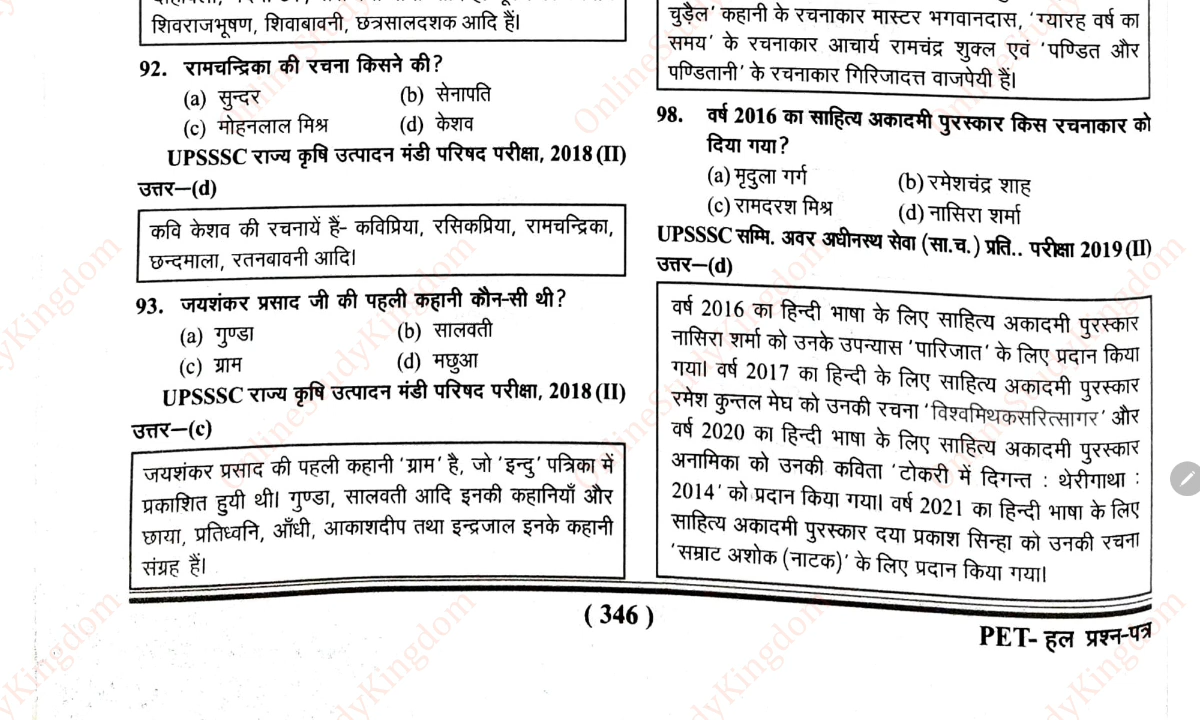 शिवराजभूषण, शिवाबावनी, छत्रसालदशक आदि हैं।
92. रामचन्द्रिका की रचना किसने की?
(a) सुन्दर (b) सेनापति
(c) मोहनलाल मिश्र (d) केशव
UPSSSC राज्य कृषि उत्पादन मंडी परिषद परीक्षा, 2018 (II)
उत्तर—(d)
कवि केशव की रचनायें हैं- कविप्रिया, रसिकप्रिया, रामचन्द्रिका,
छन्दमाला, रतनबावनी आदि।
93. जयशंकर प्रसाद जी की पहली कहानी कौन-सी थी?
(a) गुण्डा (b) सालवती
(c) ग्राम (d) मछुआ
UPSSSC राज्य कृषि उत्पादन मंडी परिषद परीक्षा, 2018 (II)
उत्तर—(c)
जयशंकर प्रसाद की पहली कहानी 'ग्राम' है, जो 'इन्दु' पत्रिका में
प्रकाशित हुयी थी। गुण्डा, सालवती आदि इनकी कहानियाँ और
छाया, प्रतिध्वनि, आँधी, आकाशदीप तथा इन्द्रजाल इनके कहानी
संग्रह हैं।
चुड़ैल' कहानी के रचनाकार मास्टर भगवानदास, 'ग्यारह वर्ष का
समय' के रचनाकार आचार्य रामचंद्र शुक्ल एवं 'पण्डित और
पण्डितानी' के रचनाकार गिरिजादत्त वाजपेयी हैं।
98. वर्ष 2016 का साहित्य अकादमी पुरस्कार किस रचनाकार को
दिया गया?
(a) मृदुला गर्ग (b) रमेशचंद्र शाह
(c) रामदरश मिश्र (d) नासिरा शर्मा
UPSSSC सम्मि. अवर अधीनस्थ सेवा (सा.च.) प्रति.. परीक्षा 2019 (II)
उत्तर—(d)
वर्ष 2016 का हिन्दी भाषा के लिए साहित्य अकादमी पुरस्कार
नासिरा शर्मा को उनके उपन्यास 'पारिजात' के लिए प्रदान किया
गया। वर्ष 2017 का हिन्दी के लिए साहित्य अकादमी पुरस्कार
रमेश कुन्तल मेघ को उनकी रचना 'विश्वमिथकसरित्सागर' और
वर्ष 2020 का हिन्दी भाषा के लिए साहित्य अकादमी पुरस्कार
अनामिका को उनकी कविता 'टोकरी में दिगन्त : थेरीगाथा :
2014' को प्रदान किया गया। वर्ष 2021 का हिन्दी भाषा के लिए
साहित्य अकादमी पुरस्कार दया प्रकाश सिन्हा को उनकी रचना
'सम्राट अशोक (नाटक)' के लिए प्रदान किया गया।
( 346 )
PET- हल प्रश्न-पत्र
OnlineStudyKingdom